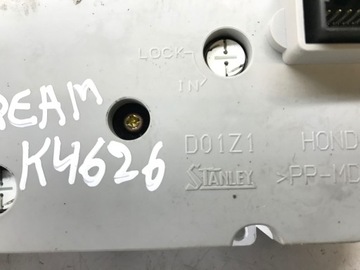 LOCK
IN
REAM
K4626
D01Z1 HOND
STANLEY >PP-MD